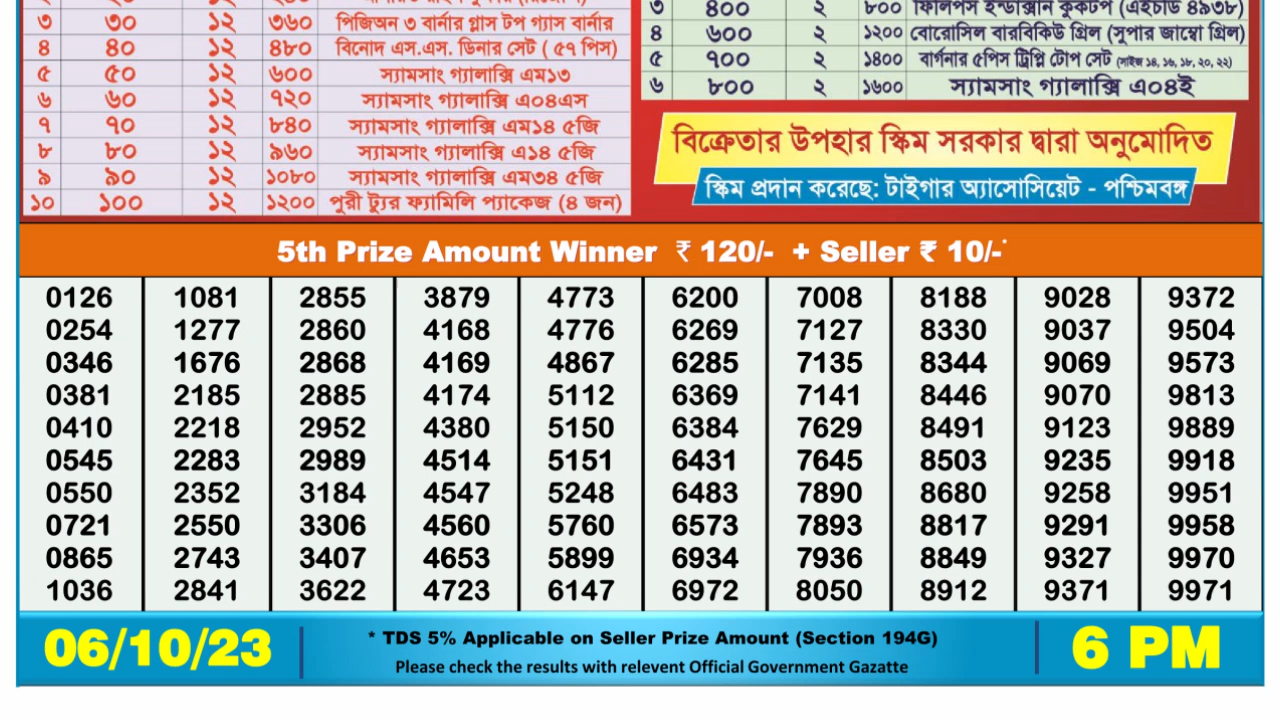 ৩ ৩০ ১২ ৩৬০ পিজিঅন ৩ বার্নার গ্লাস টপ গ্যাস বার্নার
৪ ৪০ ১২ ৪৮০ বিনোদ এস.এস. ডিনার সেট ( ৫৭ পিস)
৫ ৫০ ১২ ৬০০ স্যামসাং গ্যালাক্সি এম১৩
৬ ৬০ ১২ ৭২০ স্যামসাং গ্যালাক্সি এ০৪এস
৭ ৭০ ১২ ৮৪০ স্যামসাং গ্যালাক্সি এম১৪ ৫জি
৮ ৮০ ১২ ৯৬০ স্যামসাং গ্যালাক্সি এ১৪ ৫জি
৯ ৯০ ১২ ১০৮০ স্যামসাং গ্যালাক্সি এম৩৪ ৫জি
১০ ১০০ ১২ ১২০০ পুরী ট্যুর ফ্যামিলি প্যাকেজ (৪ জন)
৩ ৪০০ ২ ৮০০ ফিলিপস ইন্ডাক্সান কুকটপ (এইচডি ৪৯৩৮)
৪ ৬০০ ২ ১২০০ বোরোসিল বারবিকিউ গ্রিল (সুপার জাম্বো গ্রিল)
৫ ৭০০ ২ ১৪০০ বার্গনার ৫পিস ট্রিপ্লি টোপ সেট (সাইজ ১৪, ১৬, ১৮, ২০, ২২)
৬ ৮০০ ২ ১৬০০ স্যামসাং গ্যালাক্সি এ০৪ই
বিক্রেতার উপহার স্কিম সরকার দ্বারা অনুমোদিত
স্কিম প্রদান করেছে: টাইগার অ্যাসোসিয়েট - পশ্চিমবঙ্গ
5th Prize Amount Winner ₹ 120/- + Seller ₹ 10/-*
0126 1081 2855 3879 4773 6200 7008 8188 9028 9372
0254 1277 2860 4168 4776 6269 7127 8330 9037 9504
0346 1676 2868 4169 4867 6285 7135 8344 9069 9573
0381 2185 2885 4174 5112 6369 7141 8446 9070 9813
0410 2218 2952 4380 5150 6384 7629 8491 9123 9889
0545 2283 2989 4514 5151 6431 7645 8503 9235 9918
0550 2352 3184 4547 5248 6483 7890 8680 9258 9951
0721 2550 3306 4560 5760 6573 7893 8817 9291 9958
0865 2743 3407 4653 5899 6934 7936 8849 9327 9970
1036 2841 3622 4723 6147 6972 8050 8912 9371 9971
06/10/23
* TDS 5% Applicable on Seller Prize Amount (Section 194G)
Please check the results with relevent Official Government Gazatte
6 PM